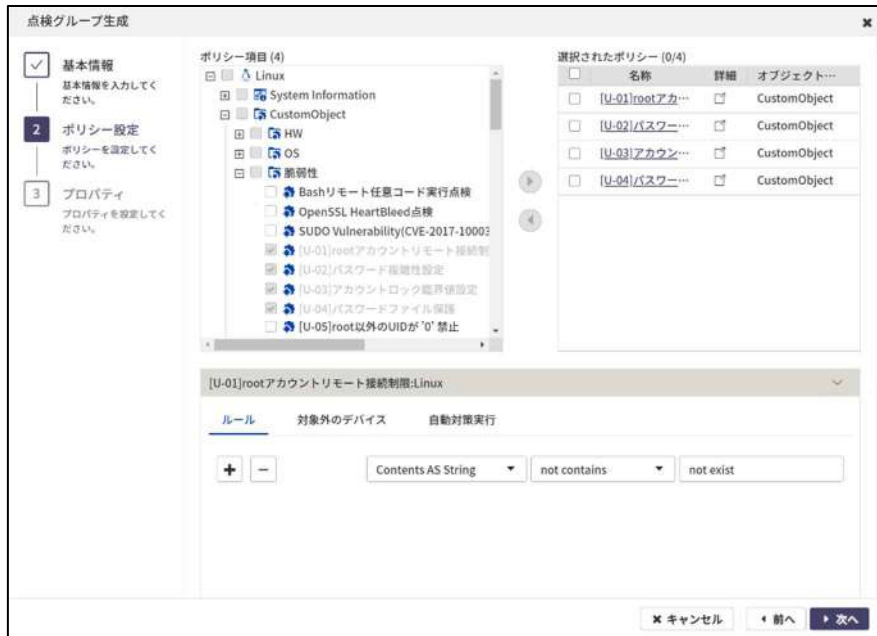 点検グループ生成
基本情報
基本情報を入力してく
ださい。
2
ポリシー設定
ポリシーを設定してく
ださい。
3
プロパティ
プロパティを設定してく
ださい。
ポリシー項目 (4)
Linux
System Information
CustomObject
HW
OS
脆弱性
Bashリモート任意コード実行点検
OpenSSL HeartBleed点検
SUDO Vulnerability(CVE-2017-10003
[U-01]rootアカウントリモート接続制
[U-02]パスワード複雑性設定
[U-03]アカウントロック臨界値設定
[U-04]パスワードファイル保護
[U-05]root以外のUIDが '0' 禁止
選択されたポリシー (0/4)
名称 詳細 オブジェクト…
[U-01]rootアカ… CustomObject
[U-02]パスワー… CustomObject
[U-03]アカウン… CustomObject
[U-04]パスワー… CustomObject
[U-01]rootアカウントリモート接続制限:Linux
ルール 対象外のデバイス 自動対策実行
Contents AS String not contains not exist
キャンセル 前へ 次へ